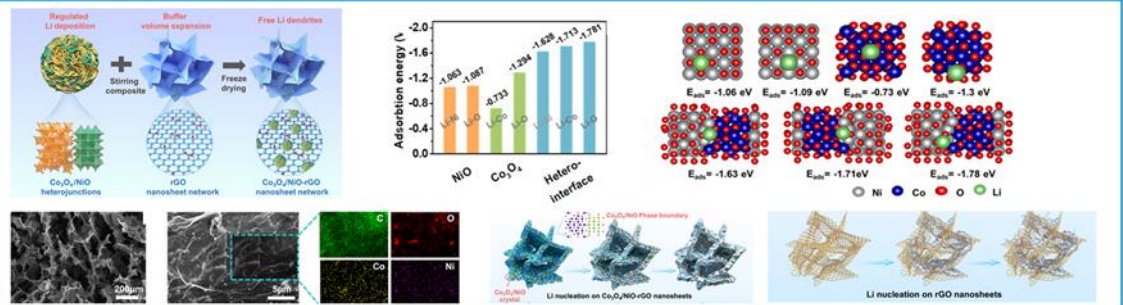 Regulated
Li deposition
Buffer
volume expansion
Free Li dendrites
Stirring
composite
Freeze
drying
Co₃O₄/NiO
heterojunctions
rGO
nanosheet network
Co₃O₄/NiO-rGO
nanosheet network
Adsorption energy (
-1.6
-1.2
-0.8
-0.4
0.0
-1.063
-1.087
-0.733
-1.294
-1.628
-1.713
-1.781
Li-Ni
Li-O
Li-Co
Li-O
Li-Ni
Li-Co
Li-O
NiO
Co₃O₄
Hetero-
interface
Eads= -1.06 eV
Eads= -1.09 eV
Eads= -0.73 eV
Eads= -1.3 eV
Eads= -1.63 eV
Eads= -1.71eV
Eads= -1.78 eV
Ni
Co
O
Li
200μm
5μm
C
O
Co
Ni
Co₃O₄/NiO Phase boundary
Co₃O₄/NiO
crystal
Li nucleation on Co₃O₄/NiO-rGO nanosheets
Li nucleation on rGO nanosheets